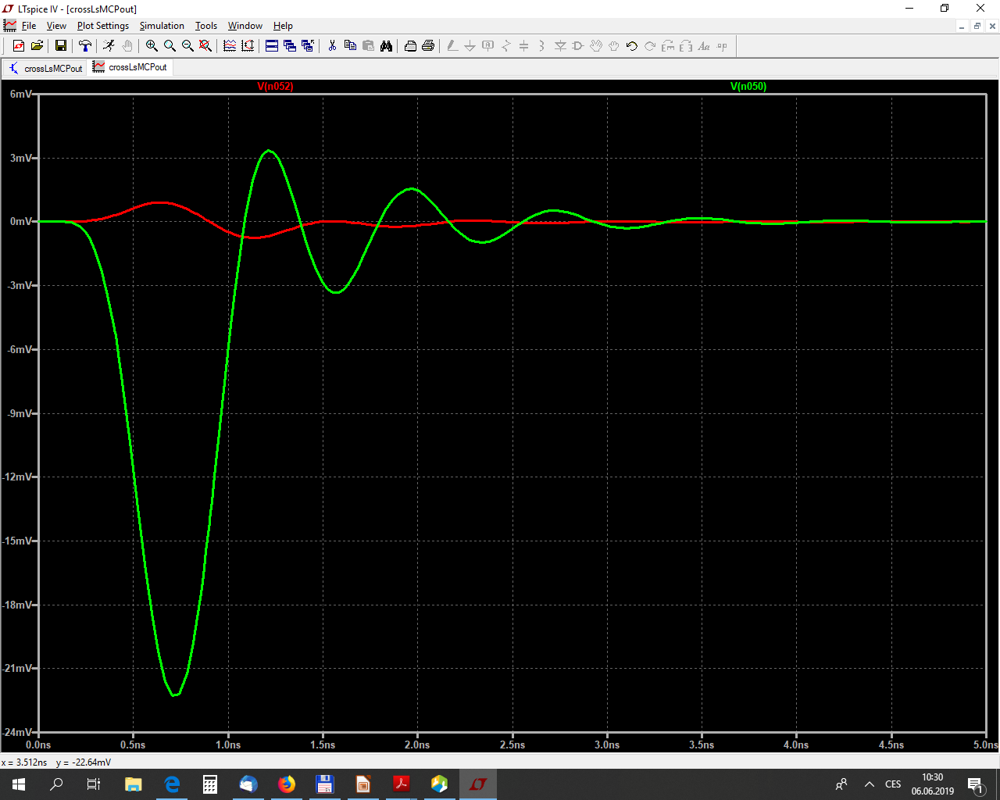 LTspice IV - [crossLsMCPout]
File View Plot Settings Simulation Tools Window Help
crossLsMCPout crossLsMCPout
V(n052) V(n050)
6mV
3mV
0mV
-3mV
-6mV
-9mV
-12mV
-15mV
-18mV
-21mV
-24mV
0.0ns 0.5ns 1.0ns 1.5ns 2.0ns 2.5ns 3.0ns 3.5ns 4.0ns 4.5ns 5.0ns
x = 3.512ns y = -22.64mV
CES 10:30
06.06.2019 1